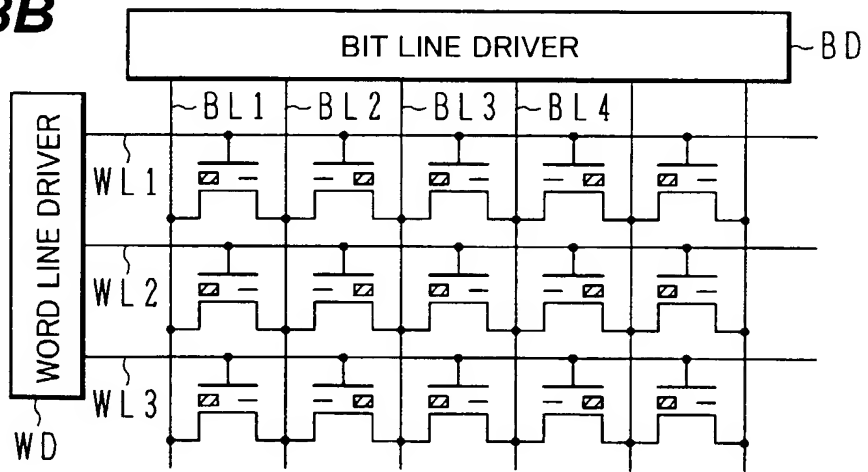 3B
BIT LINE DRIVER
BD
BL1 BL2 BL3 BL4
WORD LINE DRIVER
WL1
WL2
WL3
WD